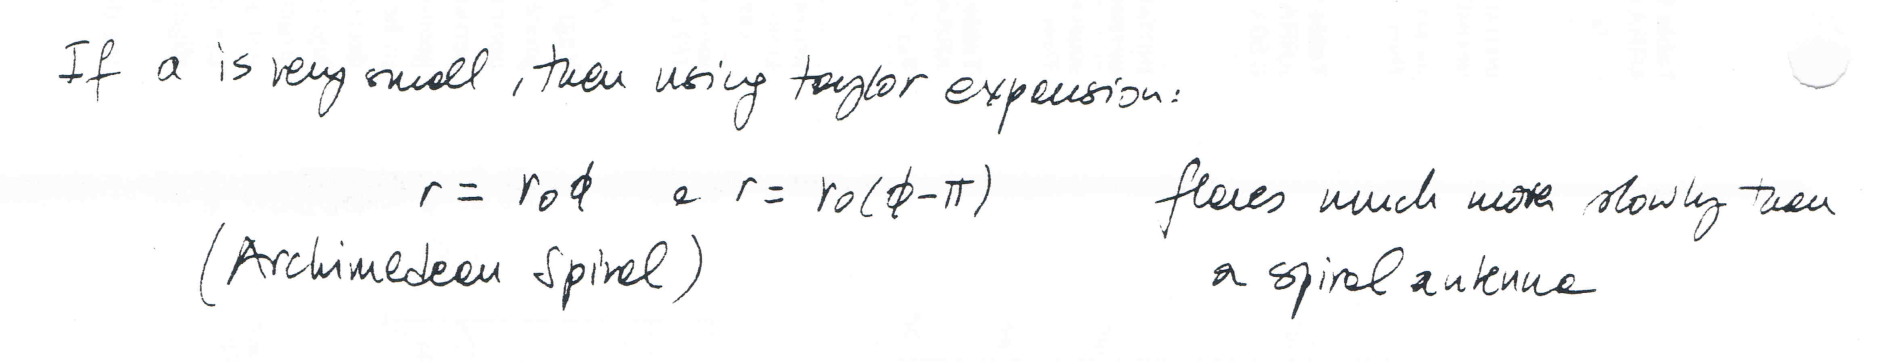 If a is very small, then using taylor expansion:
r = r₀ϕ e r = r₀(ϕ-π) flares much more slowly than
(Archimedean Spiral) a spiral antenna